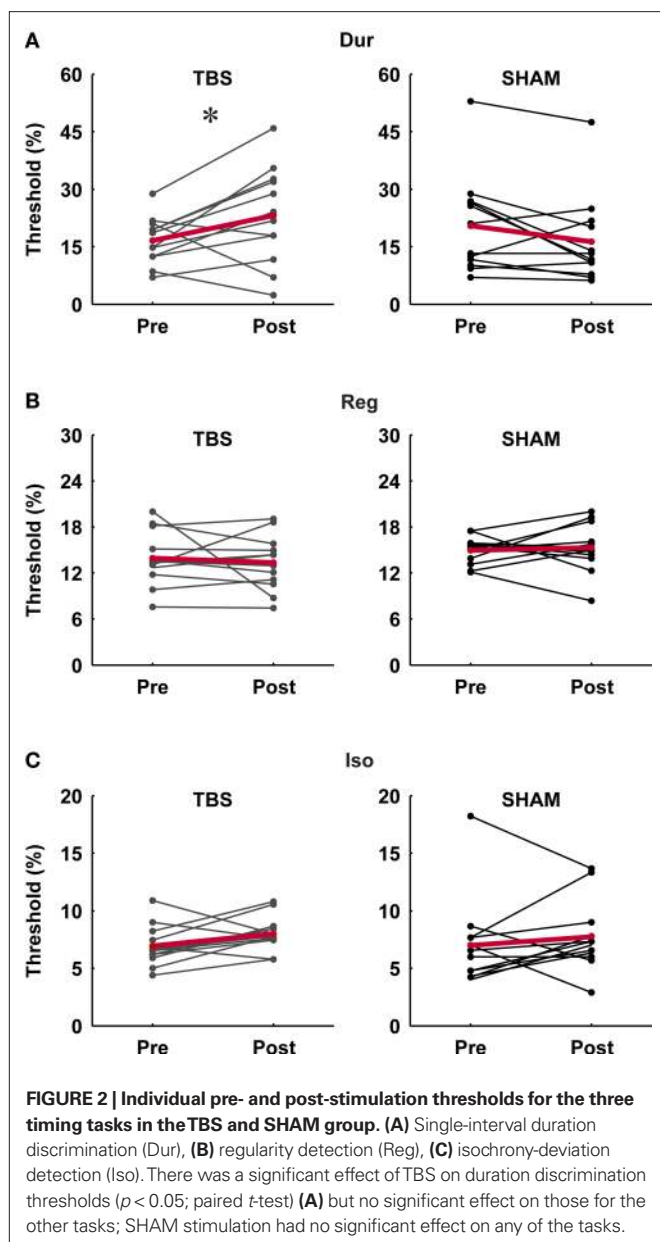 A Dur
TBS SHAM
*
60 60
45 45
Threshold (%)
30 30
15 15
0 0
Pre Post Pre Post
B Reg
TBS SHAM
30 30
24 24
18 18
Threshold (%)
12 12
6 6
0 0
Pre Post Pre Post
C Iso
TBS SHAM
20 20
15 15
Threshold (%)
10 10
5 5
0 0
Pre Post Pre Post
FIGURE 2 | Individual pre- and post-stimulation thresholds for the three
timing tasks in the TBS and SHAM group. (A) Single-interval duration
discrimination (Dur), (B) regularity detection (Reg), (C) isochrony-deviation
detection (Iso). There was a significant effect of TBS on duration discrimination
thresholds (p < 0.05; paired t-test) (A) but no significant effect on those for the
other tasks; SHAM stimulation had no significant effect on any of the tasks.